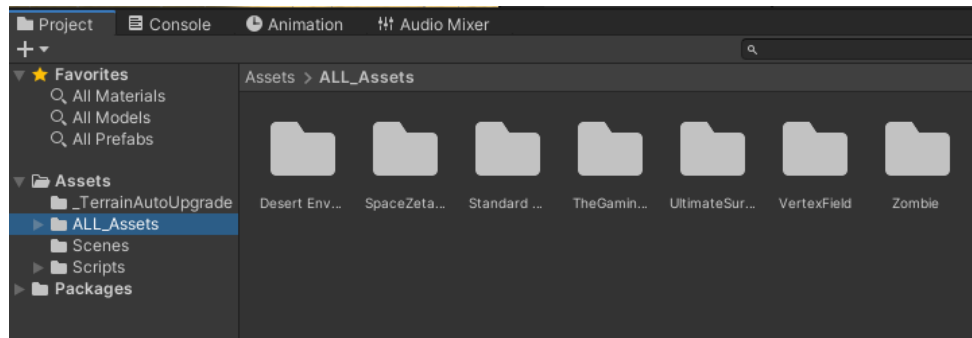 Project Console Animation Audio Mixer
Favorites
All Materials
All Models
All Prefabs
Assets
_TerrainAutoUpgrade
ALL_Assets
Scenes
Scripts
Packages
Assets > ALL_Assets
Desert Env... SpaceZeta... Standard ... TheGamin... UltimateSur... VertexField Zombie